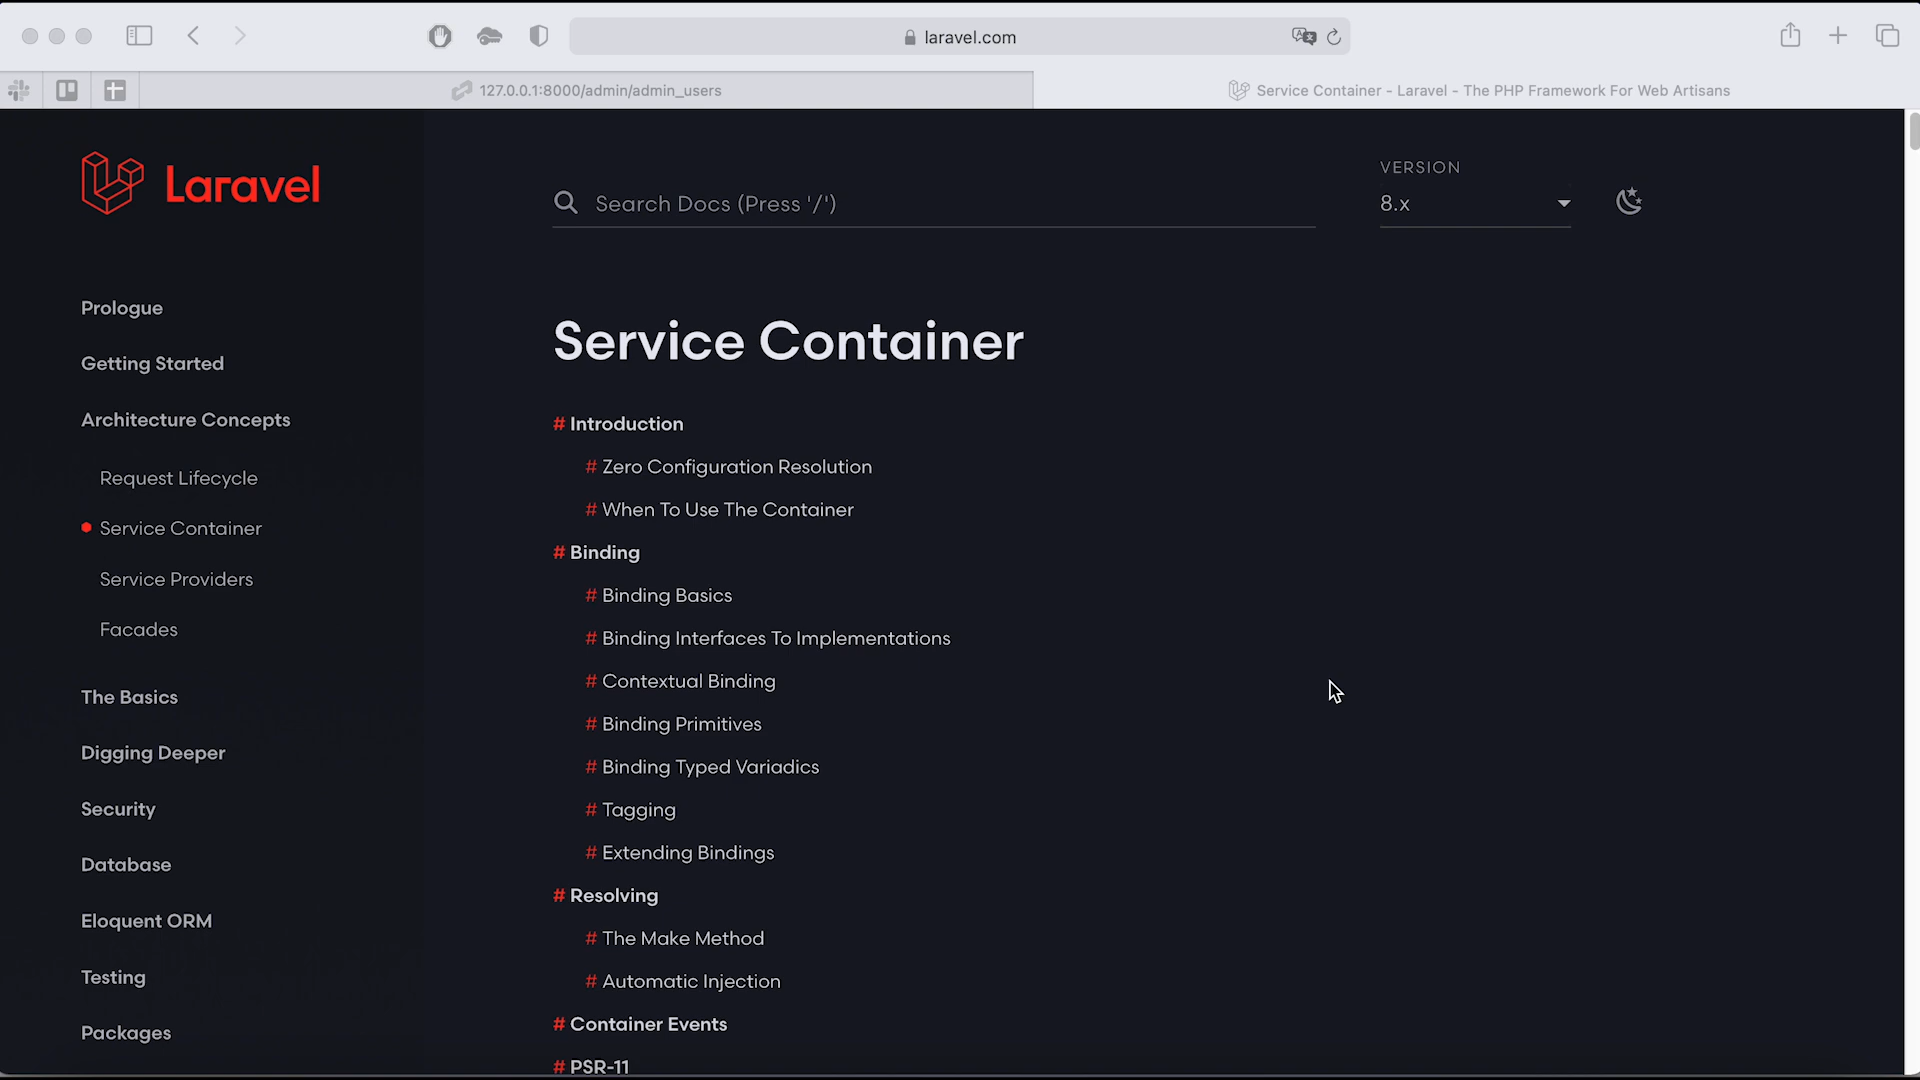 laravel.com
127.0.0.1:8000/admin/admin_users
Service Container - Laravel - The PHP Framework For Web Artisans
Laravel
Search Docs (Press '/')
VERSION
8.x
Prologue
Getting Started
Architecture Concepts
Request Lifecycle
Service Container
Service Providers
Facades
The Basics
Digging Deeper
Security
Database
Eloquent ORM
Testing
Packages
Service Container
# Introduction
# Zero Configuration Resolution
# When To Use The Container
# Binding
# Binding Basics
# Binding Interfaces To Implementations
# Contextual Binding
# Binding Primitives
# Binding Typed Variadics
# Tagging
# Extending Bindings
# Resolving
# The Make Method
# Automatic Injection
# Container Events
# PSR-11